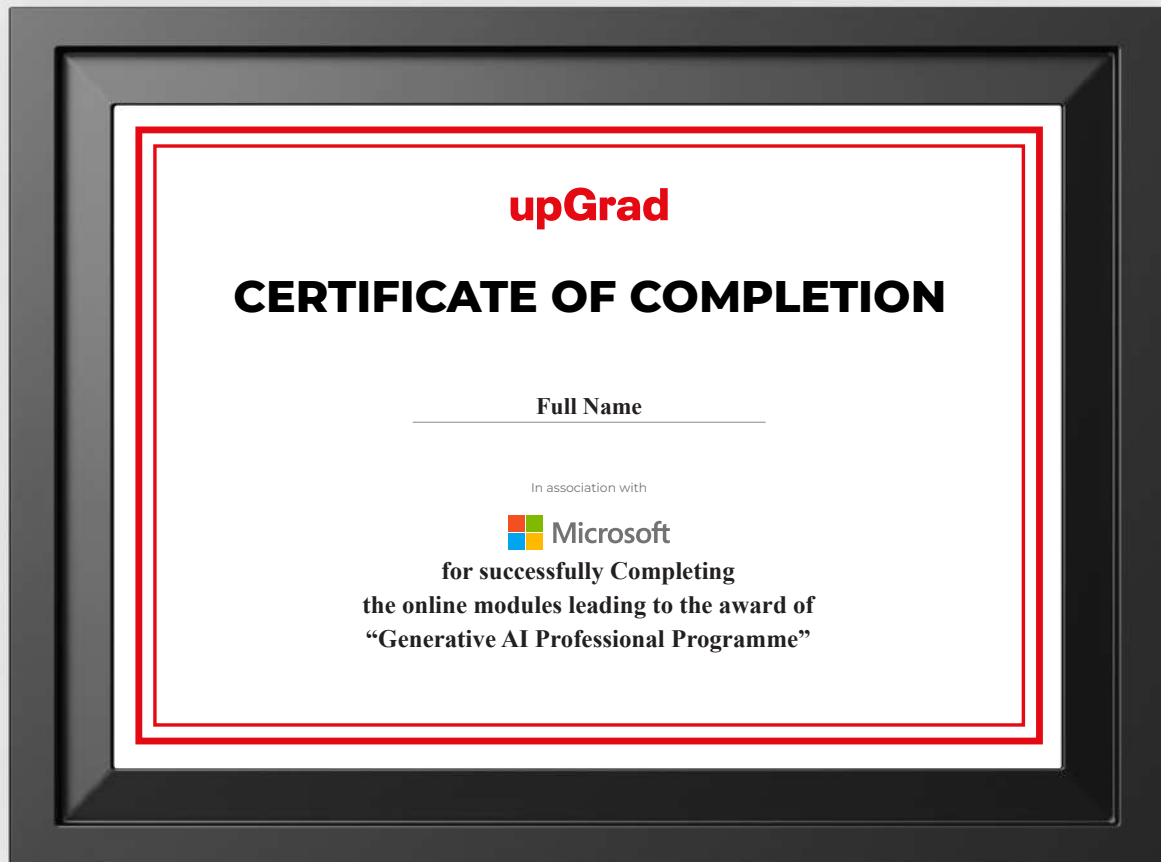 upGrad
CERTIFICATE OF COMPLETION
Full Name
In association with
Microsoft
for successfully Completing
the online modules leading to the award of
“Generative AI Professional Programme”